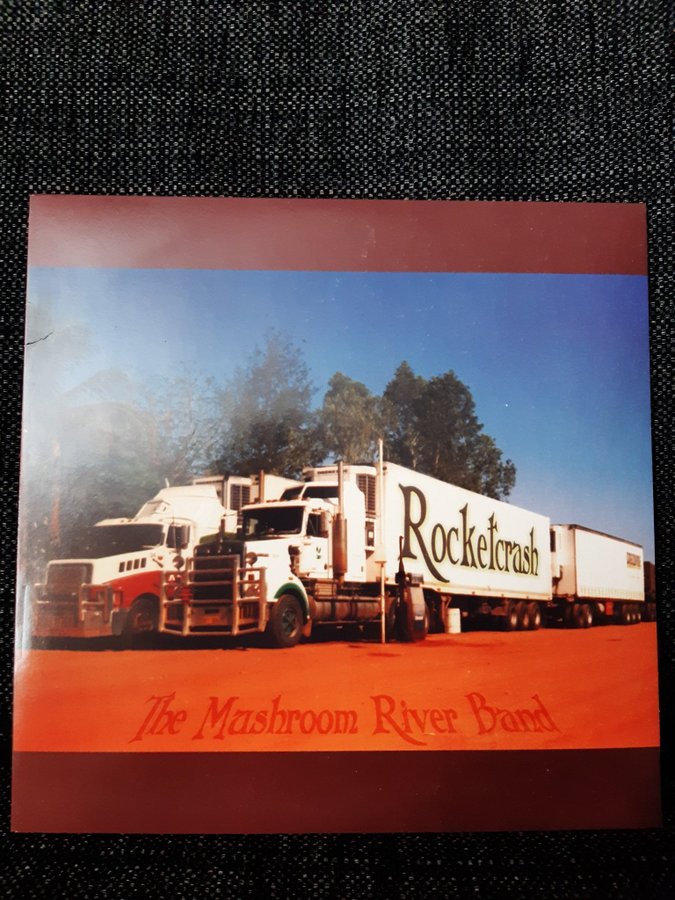 Rocketcrash
The Mushroom River Band